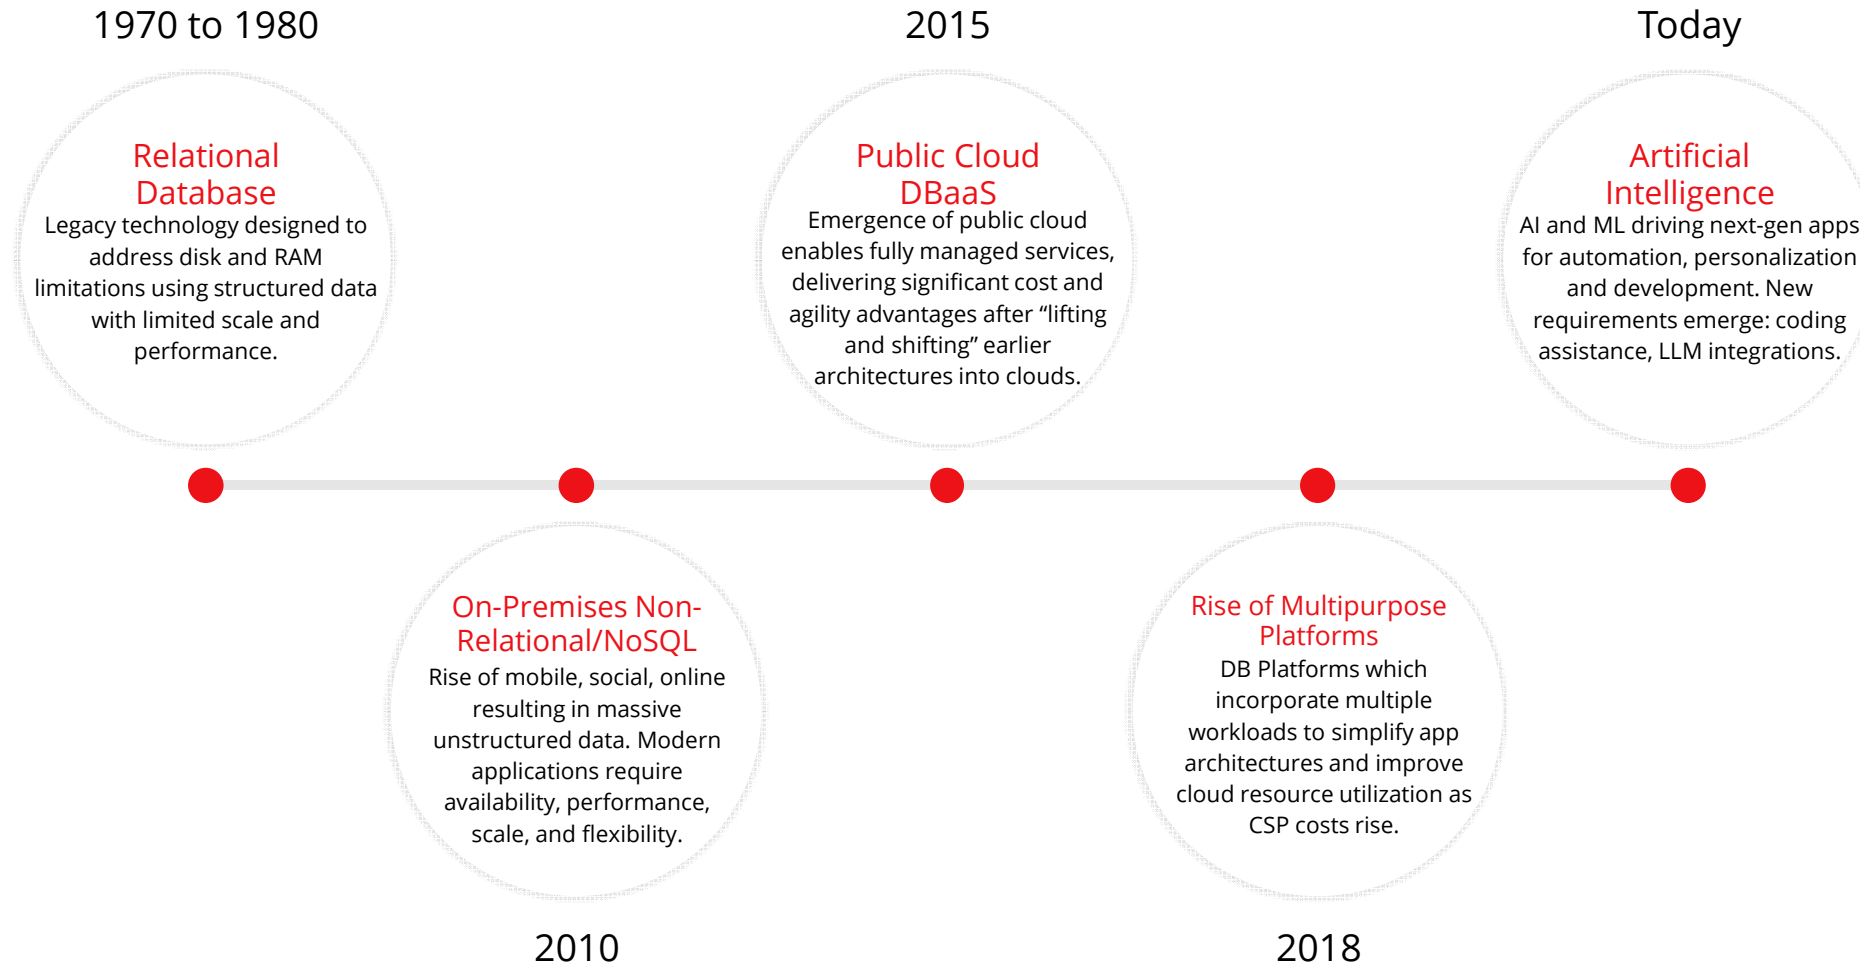 1970 to 1980
Relational
Database
Legacy technology designed to
address disk and RAM
limitations using structured data
with limited scale and
performance.
2015
Public Cloud
DBaaS
Emergence of public cloud
enables fully managed services,
delivering significant cost and
agility advantages after “lifting
and shifting” earlier
architectures into clouds.
Today
Artificial
Intelligence
AI and ML driving next-gen apps
for automation, personalization
and development. New
requirements emerge: coding
assistance, LLM integrations.
On-Premises Non-
Relational/NoSQL
Rise of mobile, social, online
resulting in massive
unstructured data. Modern
applications require
availability, performance,
scale, and flexibility.
2010
Rise of Multipurpose
Platforms
DB Platforms which
incorporate multiple
workloads to simplify app
architectures and improve
cloud resource utilization as
CSP costs rise.
2018